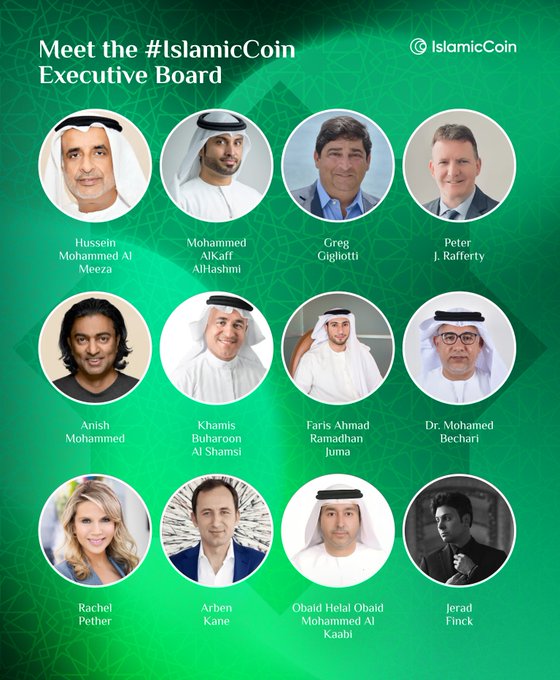 Meet the #IslamicCoin
Executive Board
IslamicCoin
Hussein
Mohammed Al
Meeza
Mohammed
AlKaff
AlHashmi
Greg
Gigliotti
Peter
J. Rafferty
Anish
Mohammed
Khamis
Buharoon
Al Shamsi
Faris Ahmad
Ramadhan
Juma
Dr. Mohamed
Bechari
Rachel
Pether
Arben
Kane
Obaid Helal Obaid
Mohammed Al
Kaabi
Jerad
Finck